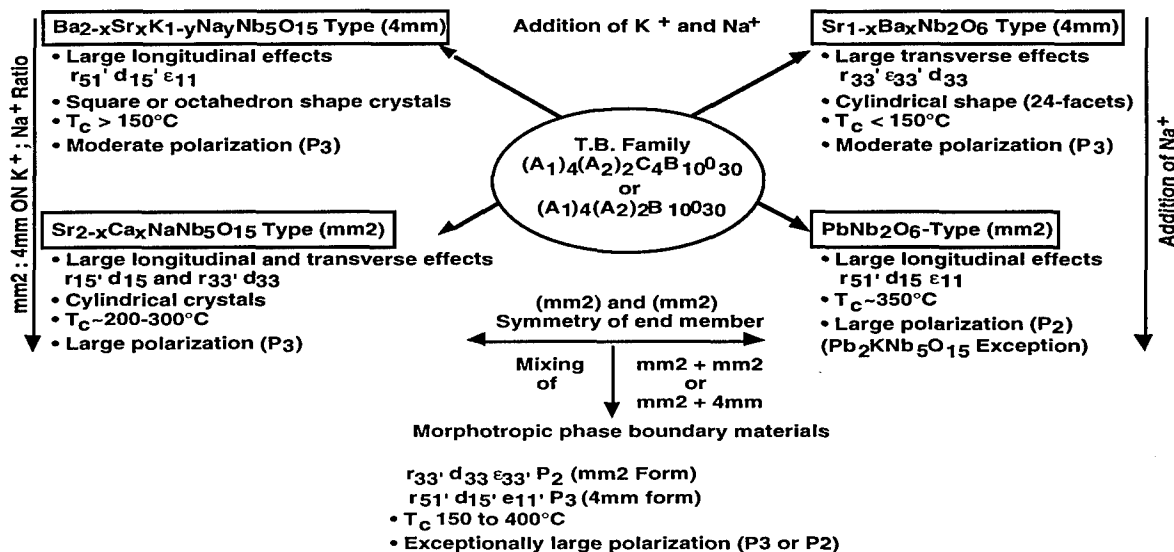 Ba2-xSrxK1-yNayNb5O15 Type (4mm)
• Large longitudinal effects
r51' d15' ε11
• Square or octahedron shape crystals
• Tc > 150°C
• Moderate polarization (P3)
Addition of K + and Na+
Sr1-xBaxNb2O6 Type (4mm)
• Large transverse effects
r33' ε33' d33
• Cylindrical shape (24-facets)
• Tc < 150°C
• Moderate polarization (P3)
mm2 : 4mm ON K+ ; Na+ Ratio
T.B. Family
(A1)4(A2)2C4B10O30
or
(A1)4(A2)2B10O30
Addition of Na+
Sr2-xCaxNaNb5O15 Type (mm2)
• Large longitudinal and transverse effects
r15' d15 and r33' d33
• Cylindrical crystals
• Tc~200-300°C
• Large polarization (P3)
PbNb2O6-Type (mm2)
• Large longitudinal effects
r51' d15 ε11
• Tc~350°C
• Large polarization (P2)
(Pb2KNb5O15 Exception)
(mm2) and (mm2)
Symmetry of end member
Mixing
of
mm2 + mm2
or
mm2 + 4mm
Morphotropic phase boundary materials
r33' d33 ε33' P2 (mm2 Form)
r51' d15' e11' P3 (4mm form)
• Tc 150 to 400°C
• Exceptionally large polarization (P3 or P2)